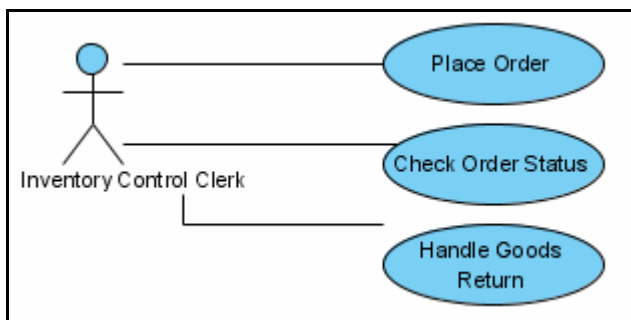 Place Order
Check Order Status
Inventory Control Clerk
Handle Goods
Return